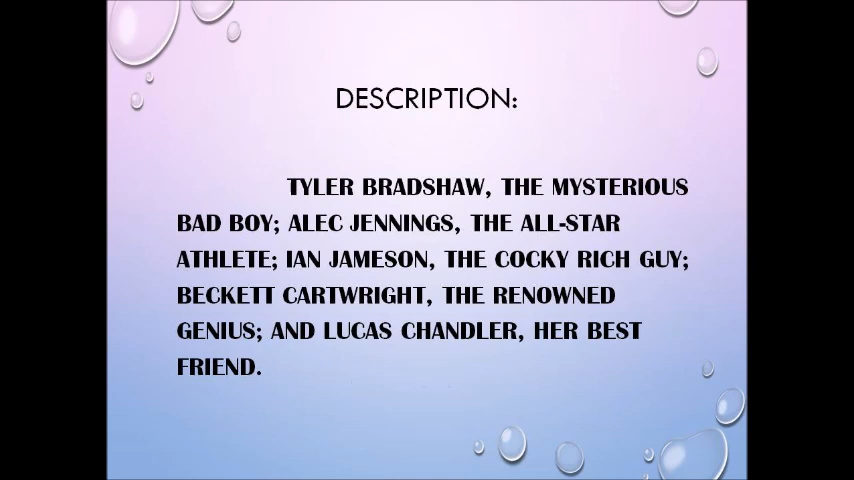 DESCRIPTION:
TYLER BRADSHAW, THE MYSTERIOUS
BAD BOY; ALEC JENNINGS, THE ALL-STAR
ATHLETE; IAN JAMESON, THE COCKY RICH GUY;
BECKETT CARTWRIGHT, THE RENOWNED
GENIUS; AND LUCAS CHANDLER, HER BEST
FRIEND.